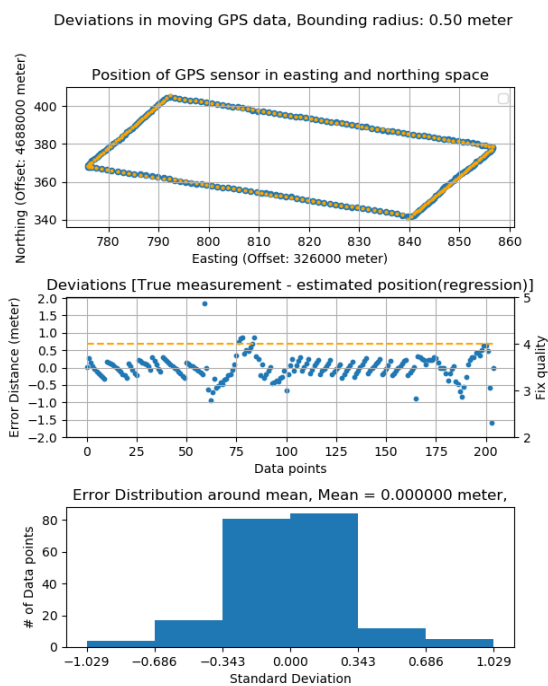 Deviations in moving GPS data, Bounding radius: 0.50 meter
Position of GPS sensor in easting and northing space
Northing (Offset: 4688000 meter)
400
380
360
340
780 790 800 810 820 830 840 850 860
Easting (Offset: 326000 meter)
Deviations [True measurement - estimated position(regression)]
Error Distance (meter)
2.0
1.5
1.0
0.5
0.0
−0.5
−1.0
−1.5
−2.0
5
4
3
2
Fix quality
0 25 50 75 100 125 150 175 200
Data points
Error Distribution around mean, Mean = 0.000000 meter,
# of Data points
80
60
40
20
0
−1.029 −0.686 −0.343 0.000 0.343 0.686 1.029
Standard Deviation